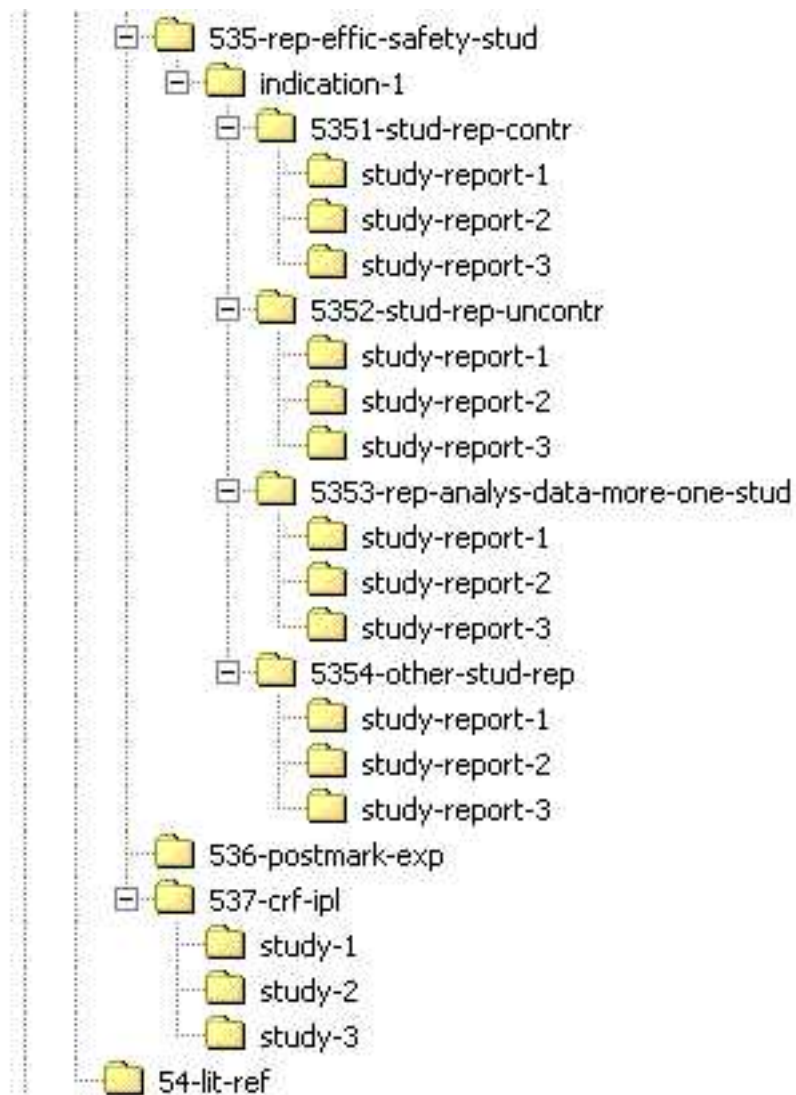 535-rep-effic-safety-stud
indication-1
5351-stud-rep-contr
study-report-1
study-report-2
study-report-3
5352-stud-rep-uncontr
study-report-1
study-report-2
study-report-3
5353-rep-analys-data-more-one-stud
study-report-1
study-report-2
study-report-3
5354-other-stud-rep
study-report-1
study-report-2
study-report-3
536-postmark-exp
537-crf-ipl
study-1
study-2
study-3
54-lit-ref